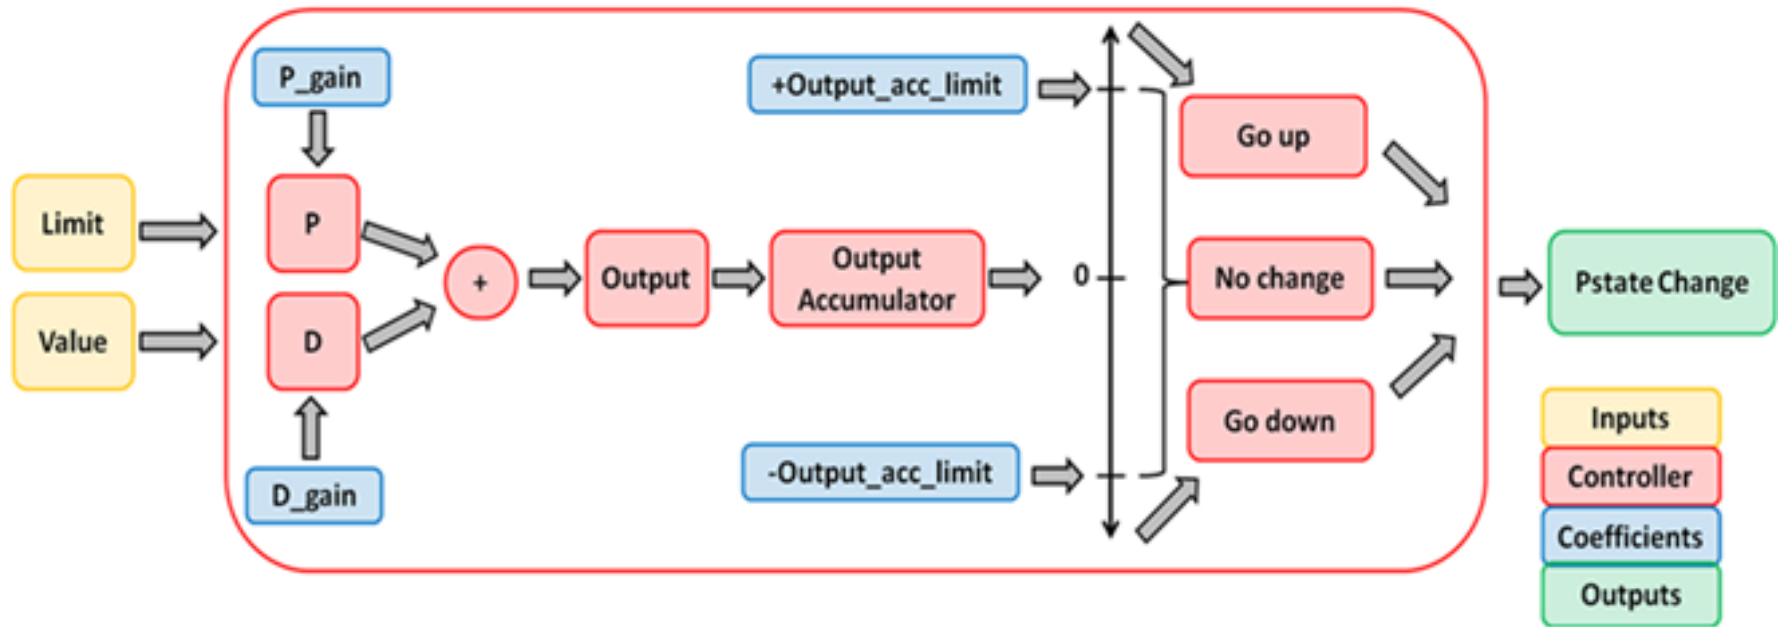 P_gain
Limit
Value
P
D
D_gain
+
Output
Output
Accumulator
+Output_acc_limit
0
-Output_acc_limit
Go up
No change
Go down
Pstate Change
Inputs
Controller
Coefficients
Outputs